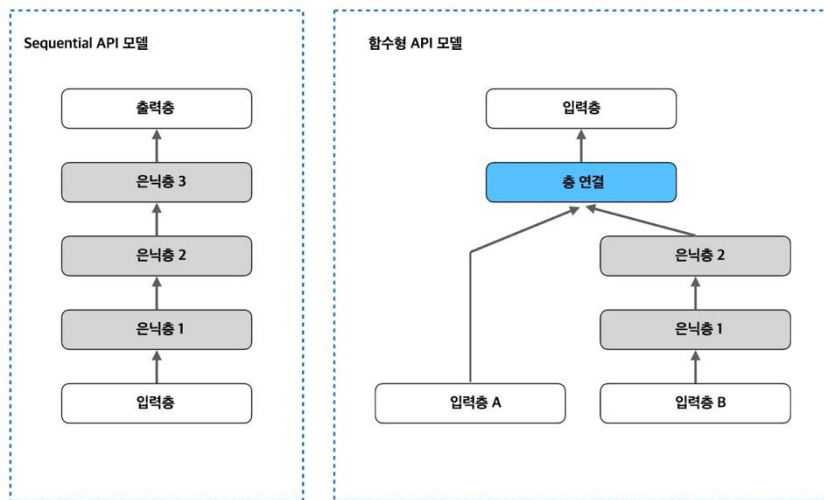 Sequential API 모델
출력층
은닉층 3
은닉층 2
은닉층 1
입력층
함수형 API 모델
입력층
층 연결
은닉층 2
은닉층 1
입력층 A
입력층 B